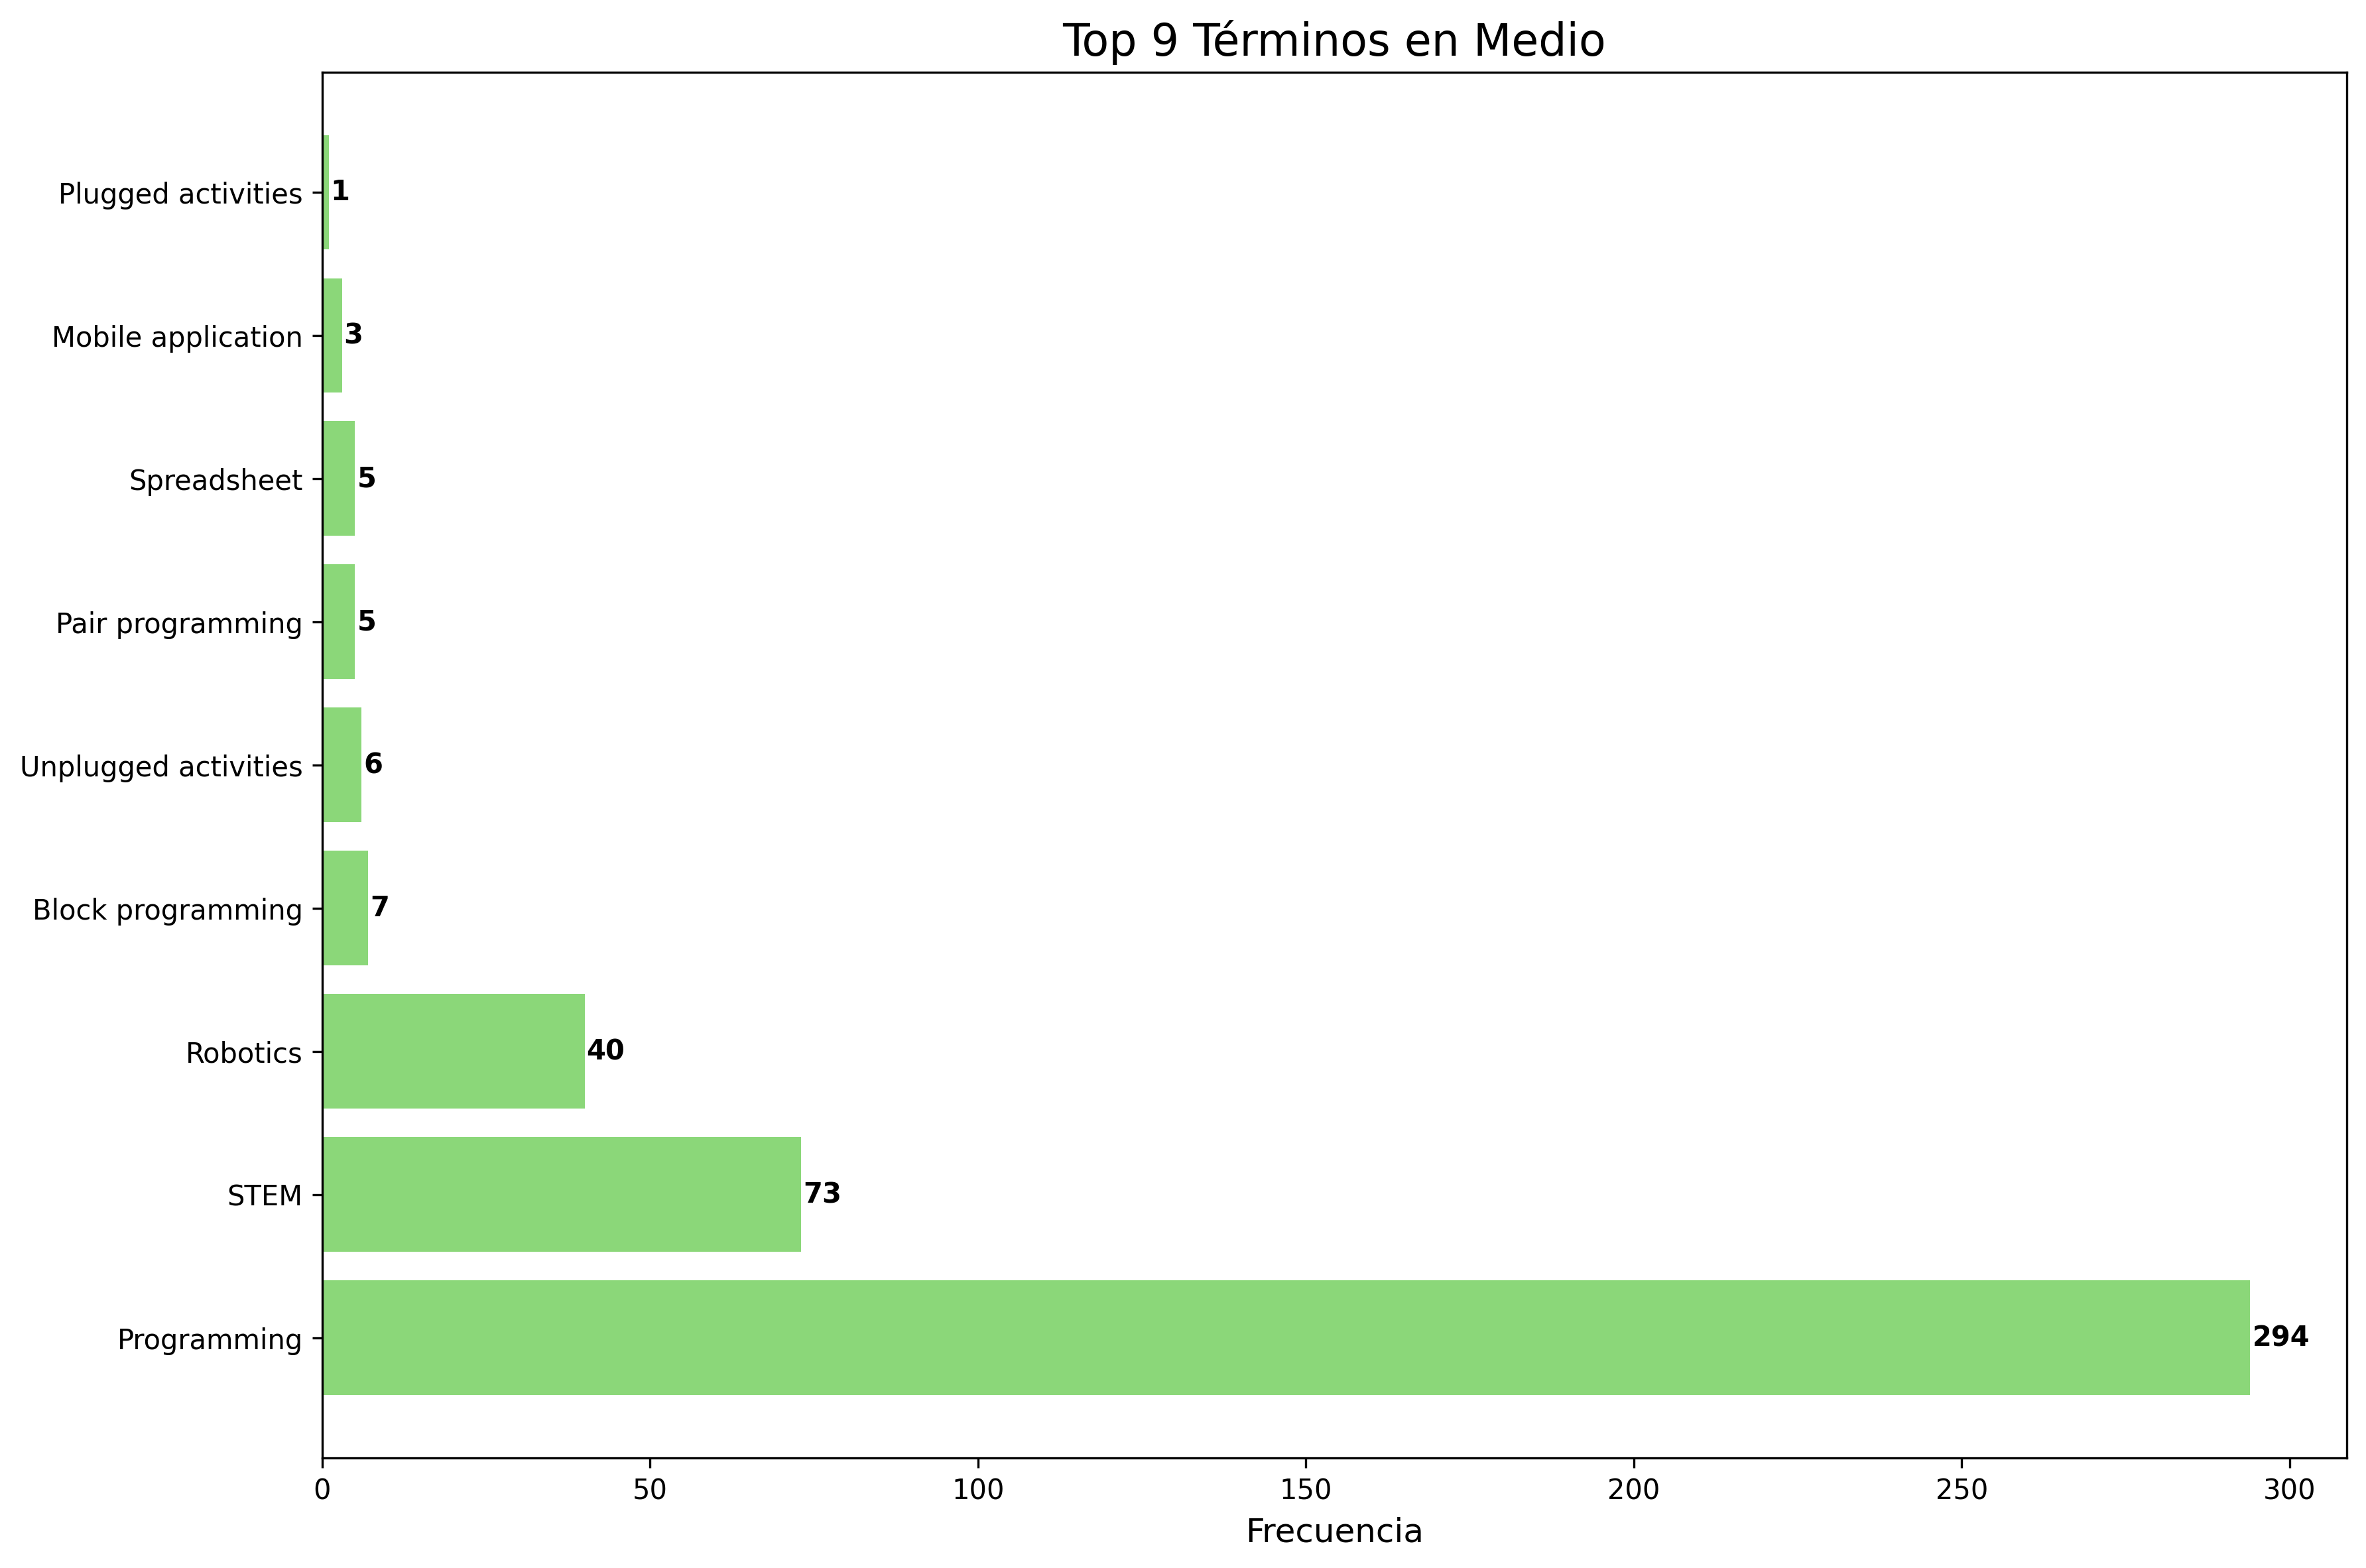 Top 9 Términos en Medio
Plugged activities 1
Mobile application 3
Spreadsheet 5
Pair programming 5
Unplugged activities 6
Block programming 7
Robotics 40
STEM 73
Programming 294
0 50 100 150 200 250 300
Frecuencia